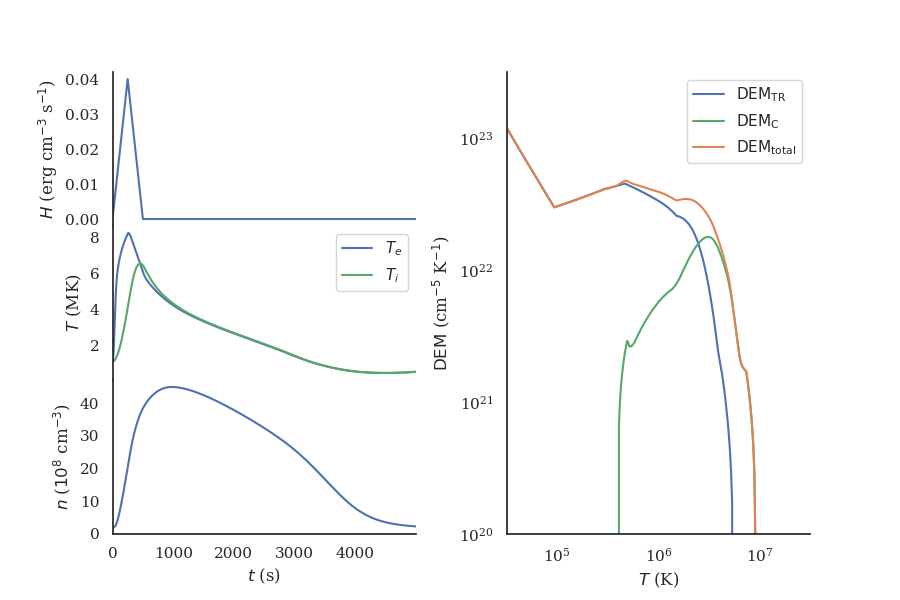 H (erg cm⁻³ s⁻¹)
0.04
0.03
0.02
0.01
0.00
T (MK)
8
6
4
2
Tₑ
Tᵢ
n (10⁸ cm⁻³)
40
30
20
10
0
0 1000 2000 3000 4000
t (s)
DEM (cm⁻⁵ K⁻¹)
10²³
10²²
10²¹
10²⁰
DEM_TR
DEM_C
DEM_total
10⁵ 10⁶ 10⁷
T (K)